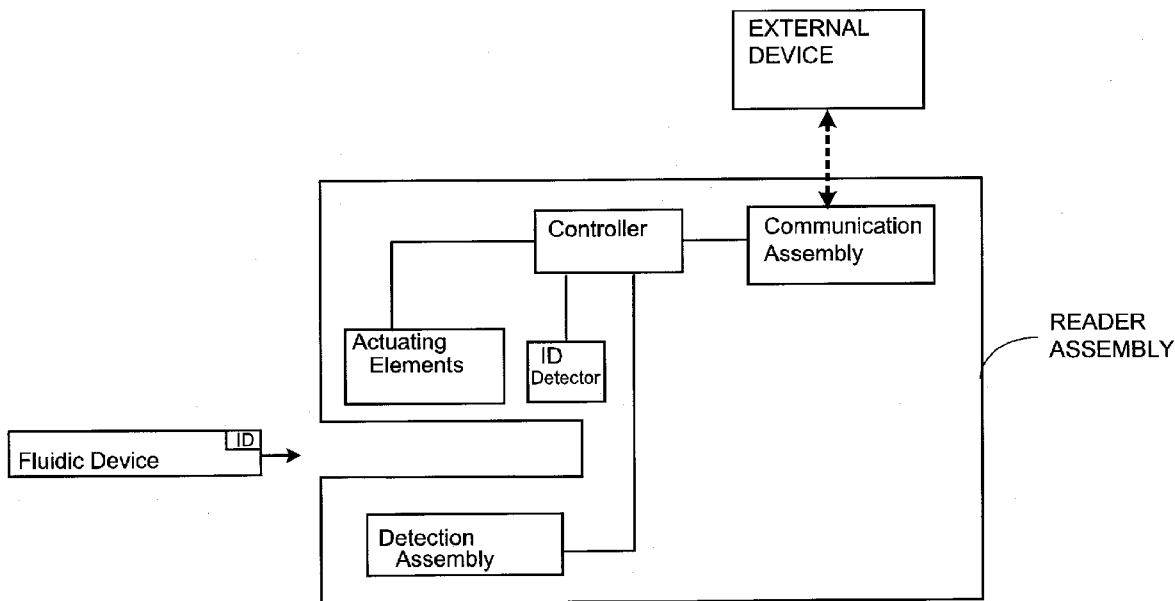 EXTERNAL
DEVICE
Controller
Communication
Assembly
Actuating
Elements
ID
Detector
READER
ASSEMBLY
ID
Fluidic Device
Detection
Assembly